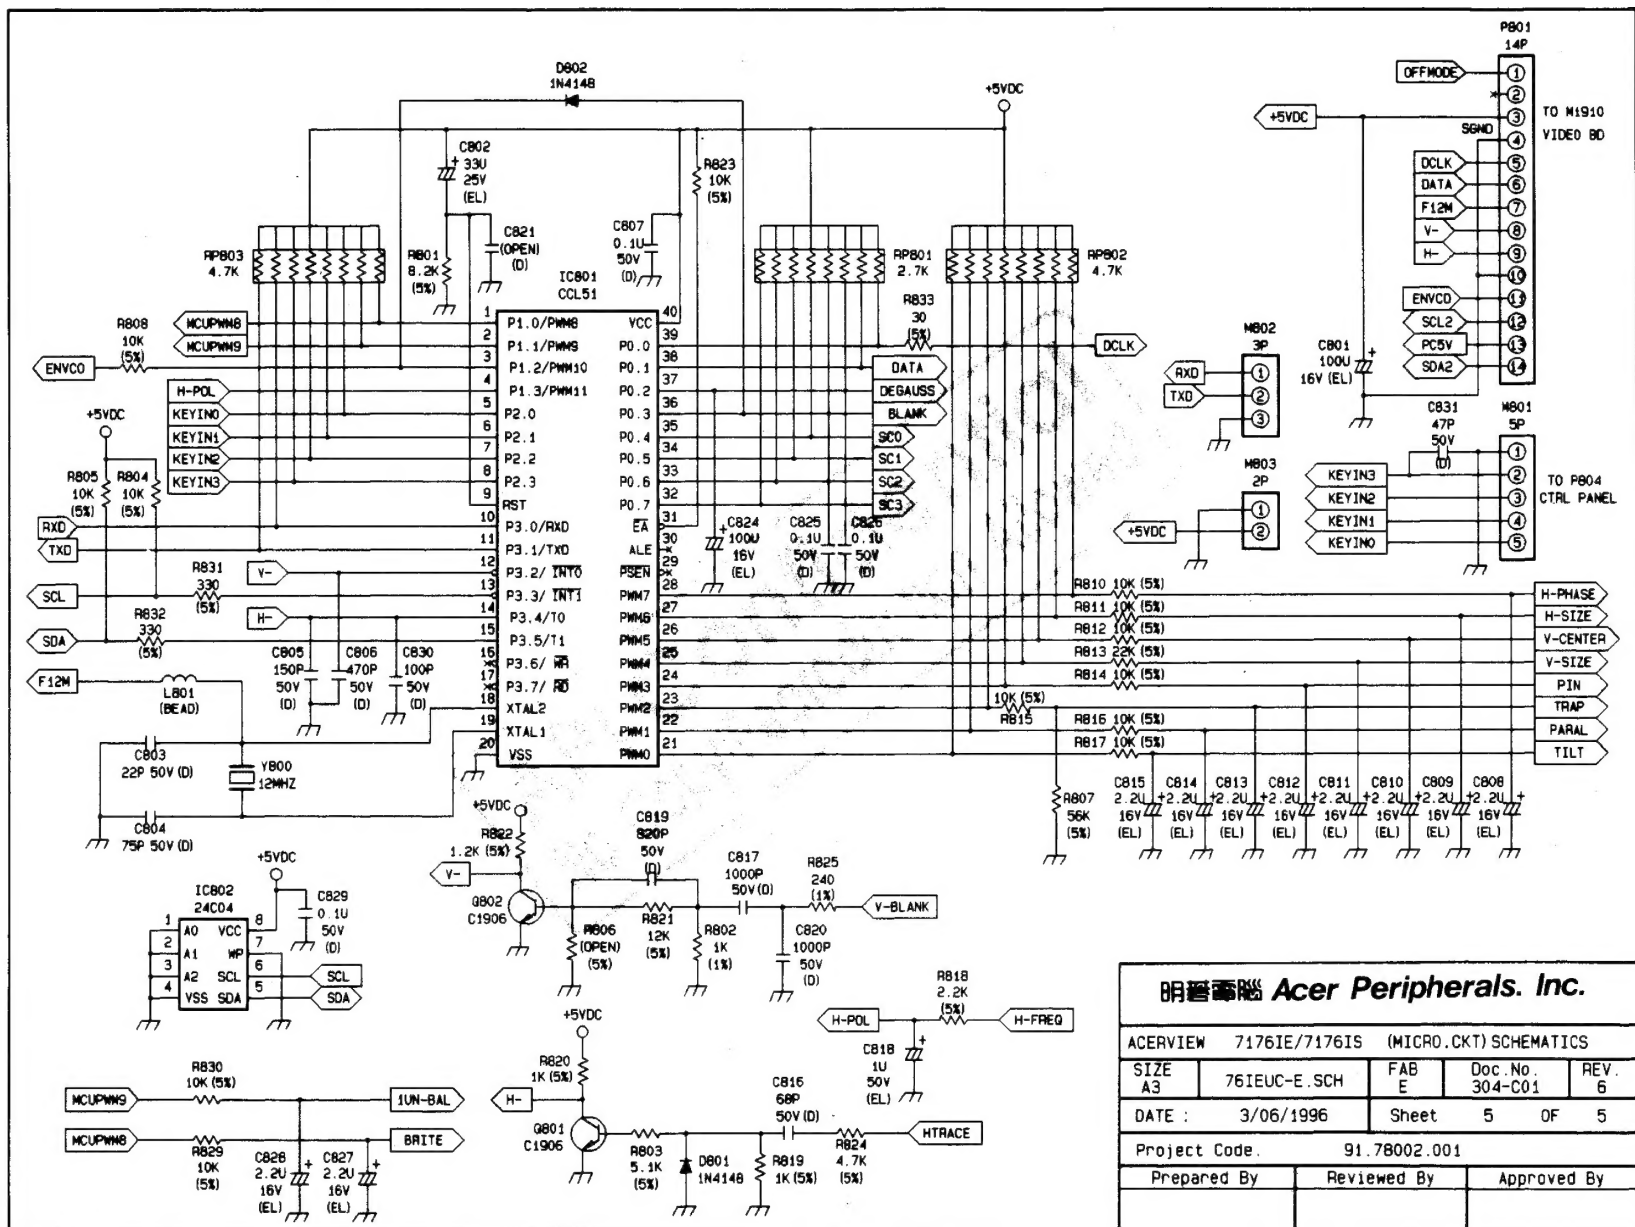 P801
14P
OFFMODE
1
2
+5VDC
3
TO M1910
VIDEO BD
SGND
4
DCLK
5
DATA
6
F12M
7
V-
8
H-
9
10
ENVCO
11
SCL2
12
PC5V
13
SDA2
14
D802
1N4148
+5VDC
C802
33U
25V
(EL)
R823
10K
(5%)
C821
(OPEN)
(D)
C807
0.1U
50V
(D)
RP803
4.7K
R801
8.2K
(5%)
RP801
2.7K
RP802
4.7K
IC801
CCL51
R833
30
(5%)
DCLK
MCUPWM8
MCUPWM9
R808
10K
(5%)
ENVCO
H-POL
KEYIN0
KEYIN1
KEYIN2
KEYIN3
+5VDC
R805
10K
(5%)
R804
10K
(5%)
RXD
TXD
R831
330
(5%)
SCL
R832
330
(5%)
SDA
V-
H-
1 P1.0/PWM8
2 P1.1/PWM9
3 P1.2/PWM10
4 P1.3/PWM11
5 P2.0
6 P2.1
7 P2.2
8 P2.3
9 RST
10 P3.0/RXD
11 P3.1/TXD
12 P3.2/ INT0
13 P3.3/ INT1
14 P3.4/T0
15 P3.5/T1
16 P3.6/ WR
17 P3.7/ RD
18 XTAL2
19 XTAL1
20 VSS
VCC 40
P0.0 39
P0.1 38
P0.2 37
P0.3 36
P0.4 35
P0.5 34
P0.6 33
P0.7 32
EA 31
ALE 30
PSEN 29
PWM7 28
PWM6 27
PWM5 26
PWM4 25
PWM3 24
PWM2 23
PWM1 22
PWM0 21
DATA
DEGAUSS
BLANK
SC0
SC1
SC2
SC3
C824
100U
16V
(EL)
C825
0.1U
50V
(D)
C826
0.1U
50V
(D)
M802
3P
RXD
1
TXD
2
3
M803
2P
1
+5VDC
2
C801
100U
16V (EL)
C831
47P
50V
(D)
M801
5P
1
KEYIN3
2
KEYIN2
3
KEYIN1
4
KEYIN0
5
TO P804
CTRL PANEL
C805
150P
50V
(D)
C806
470P
50V
(D)
C830
100P
50V
(D)
F12M
L801
(BEAD)
C803
22P 50V (D)
Y800
12MHZ
C804
75P 50V (D)
R810 10K (5%)
R811 10K (5%)
R812 10K (5%)
R813 22K (5%)
R814 10K (5%)
10K (5%)
R815
R816 10K (5%)
R817 10K (5%)
H-PHASE
H-SIZE
V-CENTER
V-SIZE
PIN
TRAP
PARAL
TILT
R807
56K
(5%)
C815
2.2U
16V
(EL)
C814
2.2U
16V
(EL)
C813
2.2U
16V
(EL)
C812
2.2U
16V
(EL)
C811
2.2U
16V
(EL)
C810
2.2U
16V
(EL)
C809
2.2U
16V
(EL)
C808
2.2U
16V
(EL)
IC802
24C04
+5VDC
C829
0.1U
50V
(D)
1 A0 VCC 8
2 A1 WP 7
3 A2 SCL 6
4 VSS SDA 5
SCL
SDA
+5VDC
R822
1.2K (5%)
V-
Q802
C1906
C819
820P
50V
(D)
R806
(OPEN)
(5%)
R821
12K
(5%)
R802
1K
(1%)
C817
1000P
50V (D)
R825
240
(1%)
V-BLANK
C820
1000P
50V
(D)
R818
2.2K
(5%)
H-POL
H-FREQ
C818
1U
50V
(EL)
+5VDC
R820
1K (5%)
H-
Q801
C1906
R803
5.1K
(5%)
D801
1N4148
C816
68P
50V (D)
R819
1K (5%)
R824
4.7K
(5%)
HTRACE
R830
10K (5%)
MCUPWM9
1UN-BAL
MCUPWM8
BRITE
R829
10K
(5%)
C828
2.2U
16V
(EL)
C827
2.2U
16V
(EL)
明碁電腦 Acer Peripherals. Inc.
ACERVIEW 7176IE/7176IS (MICRO.CKT) SCHEMATICS
SIZE
A3
76IEUC-E.SCH
FAB
E
Doc.No.
304-C01
REV.
6
DATE : 3/06/1996
Sheet 5 OF 5
Project Code. 91.78002.001
Prepared By
Reviewed By
Approved By